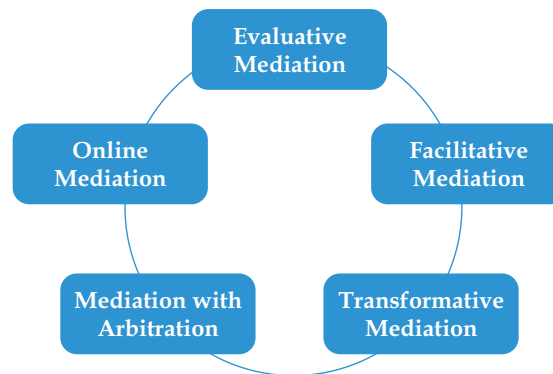 Evaluative
Mediation
Online
Mediation
Facilitative
Mediation
Mediation with
Arbitration
Transformative
Mediation